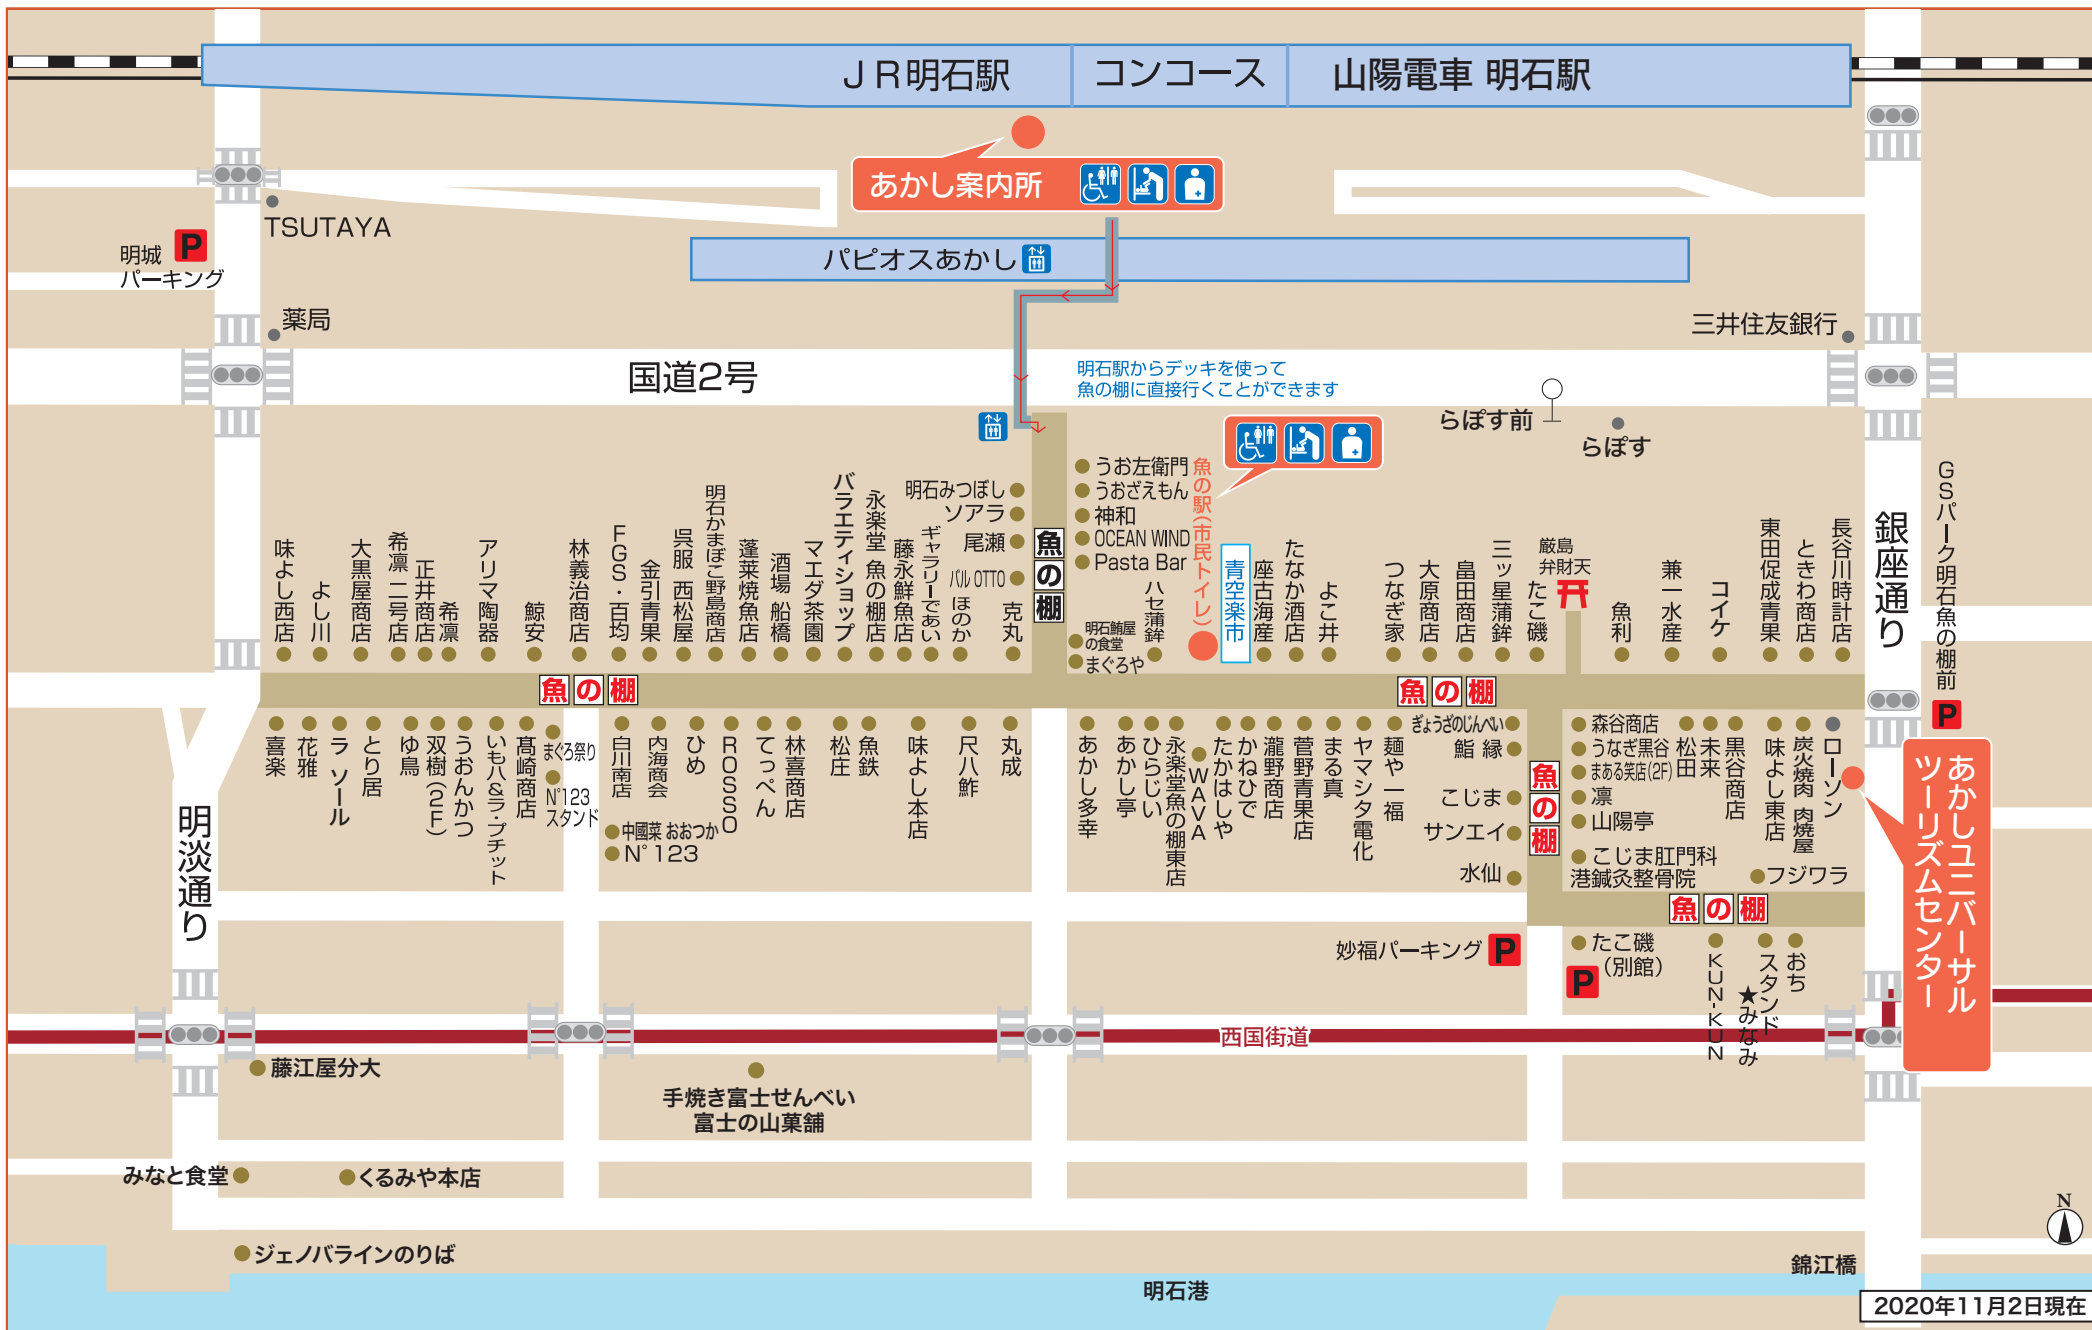 JR明石駅
コンコース
山陽電車 明石駅
あかし案内所
TSUTAYA
明城
パーキング
P
パピオスあかし
薬局
三井住友銀行
国道2号
明石駅からデッキを使って
魚の棚に直接行くことができます
らぽす前
らぽす
GSパーク明石魚の棚前
P
銀座通り
魚の棚
味よし西店
よし川
大黒屋商店
希凛 二号店
正井商店
希凛
アリマ陶器
鯨安
林義治商店
FGS・百均
金引青果
呉服 西松屋
明石かまぼこ野島商店
蓬莱焼魚店
酒場 船橋
マエダ茶園
バラエティショップ
永楽堂 魚の棚店
藤永鮮魚店
ギャラリーであい
ほのか
明石みつぼし
ソアラ
尾瀬
バル OTTO
克丸
うお左衛門
うおざえもん
神和
OCEAN WIND
Pasta Bar
明石鮪屋
の食堂
まぐろや
ハセ蒲鉾
魚の駅(市民トイレ)
青空楽市
座古海産
たなか酒店
よこ井
つなぎ家
大原商店
畠田商店
三ッ星蒲鉾
たこ磯
厳島
弁財天
魚利
兼一水産
コイケ
東田促成青果
ときわ商店
長谷川時計店
魚の棚
魚の棚
喜楽
花雅
ラ ソール
とり居
ゆ鳥
双樹(2F)
うおんかつ
いも八&ラ・プチット
髙崎商店
まぐろ祭り
N°123
スタンド
白川南店
内海商会
ひめ
ROSSO
てっぺん
林喜商店
中國菜 おおつか
N°123
松庄
魚鉄
味よし本店
尺八鮓
丸成
あかし多幸
あかし亭
ひらじい
永楽堂魚の棚東店
WAVA
たかはしや
かねひで
瀧野商店
菅野青果店
まる真
ヤマシタ電化
麺や一福
ぎょうざのじんぺい
鮨 縁
こじま
サンエイ
水仙
魚の棚
森谷商店
うなぎ黒谷
まある笑店(2F)
凛
山陽亭
こじま肛門科
港鍼灸整骨院
松田
未来
黒谷商店
味よし東店
炭火焼肉 肉焼屋
ローソン
フジワラ
あかしユニバーサル
ツーリズムセンター
魚の棚
明淡通り
妙福パーキング
P
たこ磯
(別館)
P
KUN-KUN
★みなみ
スタンド
おち
西国街道
藤江屋分大
手焼き富士せんべい
富士の山菓舗
みなと食堂
くるみや本店
ジェノバラインのりば
明石港
錦江橋
N
2020年11月2日現在